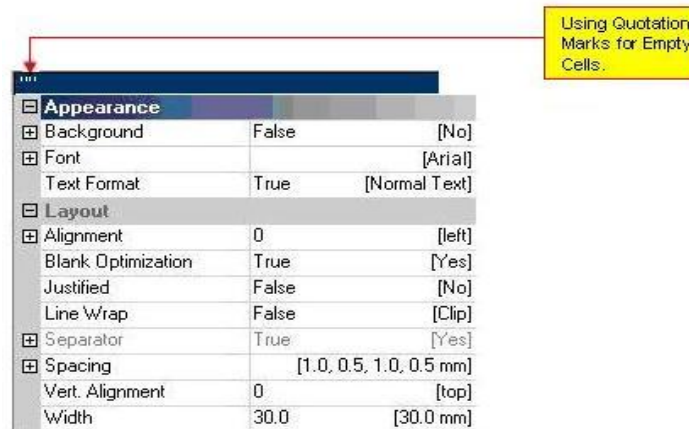 Using Quotation
Marks for Empty
Cells.
""
Appearance
Background False [No]
Font [Arial]
Text Format True [Normal Text]
Layout
Alignment 0 [left]
Blank Optimization True [Yes]
Justified False [No]
Line Wrap False [Clip]
Separator True [Yes]
Spacing [1.0, 0.5, 1.0, 0.5 mm]
Vert. Alignment 0 [top]
Width 30.0 [30.0 mm]